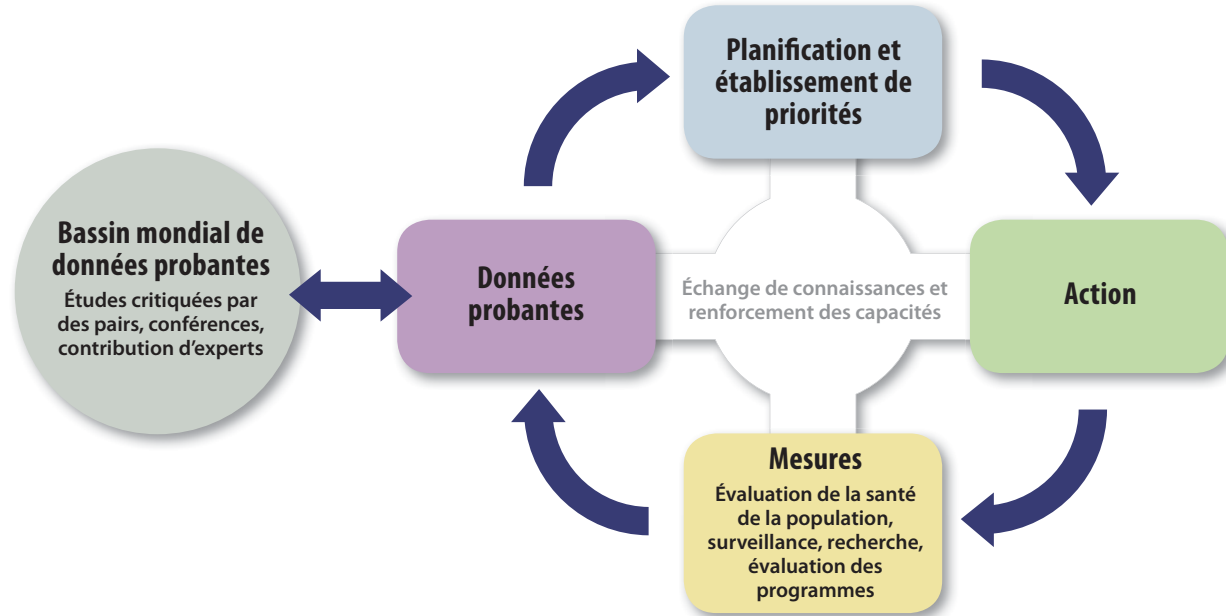 Planification et
établissement de
priorités
Bassin mondial de
données probantes
Études critiquées par
des pairs, conférences,
contribution d’experts
Données
probantes
Échange de connaissances et
renforcement des capacités
Action
Mesures
Évaluation de la santé
de la population,
surveillance, recherche,
évaluation des
programmes